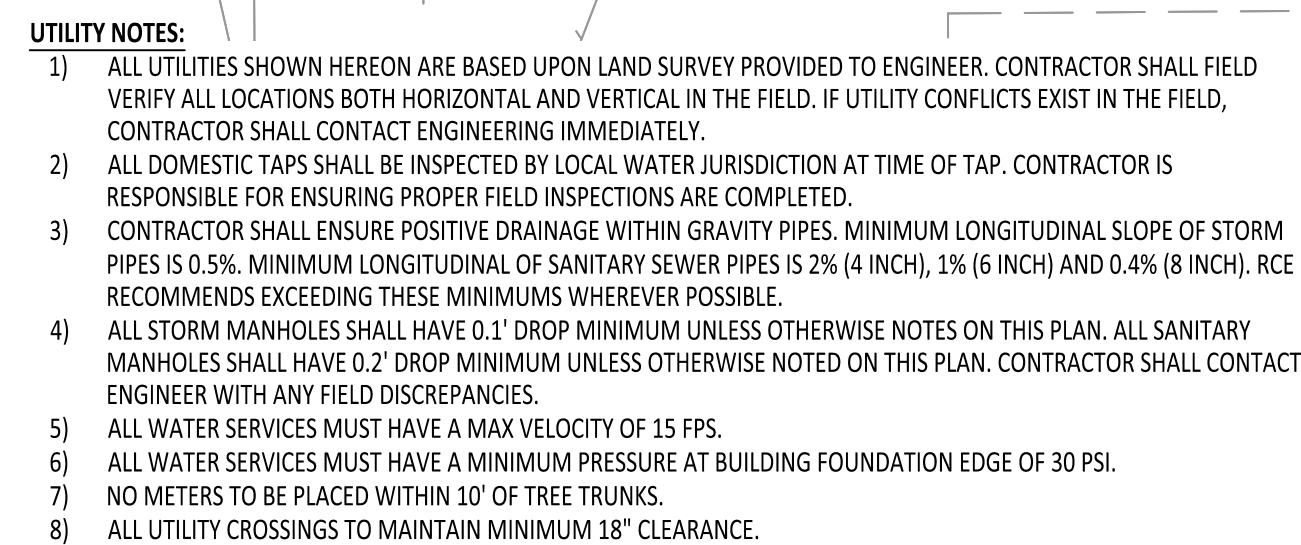 UTILITY NOTES:
1) ALL UTILITIES SHOWN HEREON ARE BASED UPON LAND SURVEY PROVIDED TO ENGINEER. CONTRACTOR SHALL FIELD
VERIFY ALL LOCATIONS BOTH HORIZONTAL AND VERTICAL IN THE FIELD. IF UTILITY CONFLICTS EXIST IN THE FIELD,
CONTRACTOR SHALL CONTACT ENGINEERING IMMEDIATELY.
2) ALL DOMESTIC TAPS SHALL BE INSPECTED BY LOCAL WATER JURISDICTION AT TIME OF TAP. CONTRACTOR IS
RESPONSIBLE FOR ENSURING PROPER FIELD INSPECTIONS ARE COMPLETED.
3) CONTRACTOR SHALL ENSURE POSITIVE DRAINAGE WITHIN GRAVITY PIPES. MINIMUM LONGITUDINAL SLOPE OF STORM
PIPES IS 0.5%. MINIMUM LONGITUDINAL OF SANITARY SEWER PIPES IS 2% (4 INCH), 1% (6 INCH) AND 0.4% (8 INCH). RCE
RECOMMENDS EXCEEDING THESE MINIMUMS WHEREVER POSSIBLE.
4) ALL STORM MANHOLES SHALL HAVE 0.1' DROP MINIMUM UNLESS OTHERWISE NOTES ON THIS PLAN. ALL SANITARY
MANHOLES SHALL HAVE 0.2' DROP MINIMUM UNLESS OTHERWISE NOTED ON THIS PLAN. CONTRACTOR SHALL CONTACT
ENGINEER WITH ANY FIELD DISCREPANCIES.
5) ALL WATER SERVICES MUST HAVE A MAX VELOCITY OF 15 FPS.
6) ALL WATER SERVICES MUST HAVE A MINIMUM PRESSURE AT BUILDING FOUNDATION EDGE OF 30 PSI.
7) NO METERS TO BE PLACED WITHIN 10' OF TREE TRUNKS.
8) ALL UTILITY CROSSINGS TO MAINTAIN MINIMUM 18" CLEARANCE.